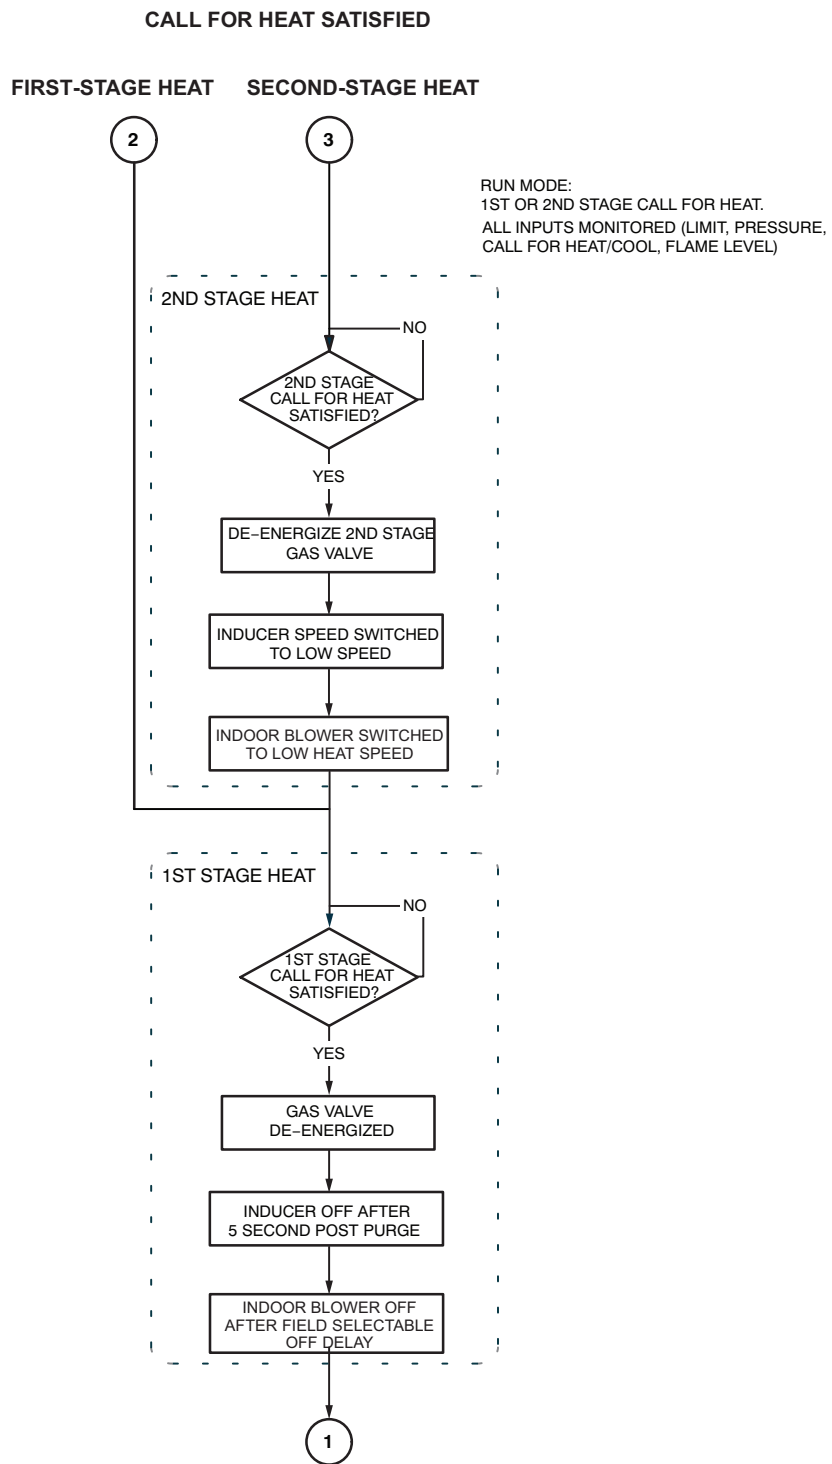 CALL FOR HEAT SATISFIED
FIRST-STAGE HEAT
SECOND-STAGE HEAT
2
3
RUN MODE:
1ST OR 2ND STAGE CALL FOR HEAT.
ALL INPUTS MONITORED (LIMIT, PRESSURE,
CALL FOR HEAT/COOL, FLAME LEVEL)
2ND STAGE HEAT
NO
2ND STAGE
CALL FOR HEAT
SATISFIED?
YES
DE–ENERGIZE 2ND STAGE
GAS VALVE
INDUCER SPEED SWITCHED
TO LOW SPEED
INDOOR BLOWER SWITCHED
TO LOW HEAT SPEED
1ST STAGE HEAT
NO
1ST STAGE
CALL FOR HEAT
SATISFIED?
YES
GAS VALVE
DE–ENERGIZED
INDUCER OFF AFTER
5 SECOND POST PURGE
INDOOR BLOWER OFF
AFTER FIELD SELECTABLE
OFF DELAY
1